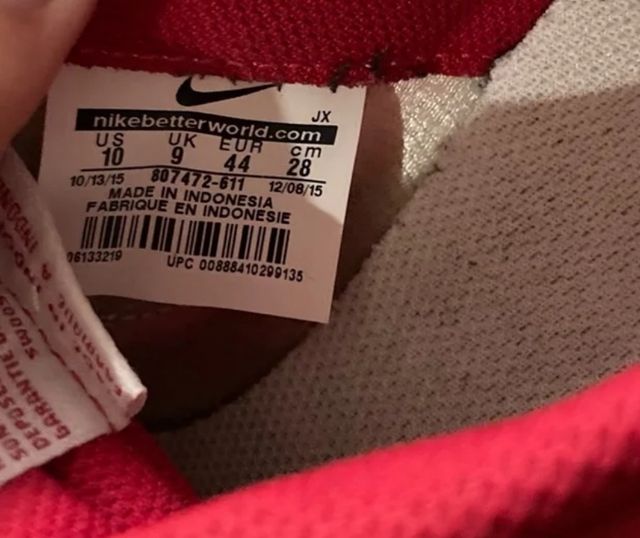 JX
nikebetterworld.com
US UK EUR cm
10 9 44 28
10/13/15 807472-611 12/08/15
MADE IN INDONESIA
FABRIQUE EN INDONESIE
06133219 UPC 00888410299135
GARANTIE